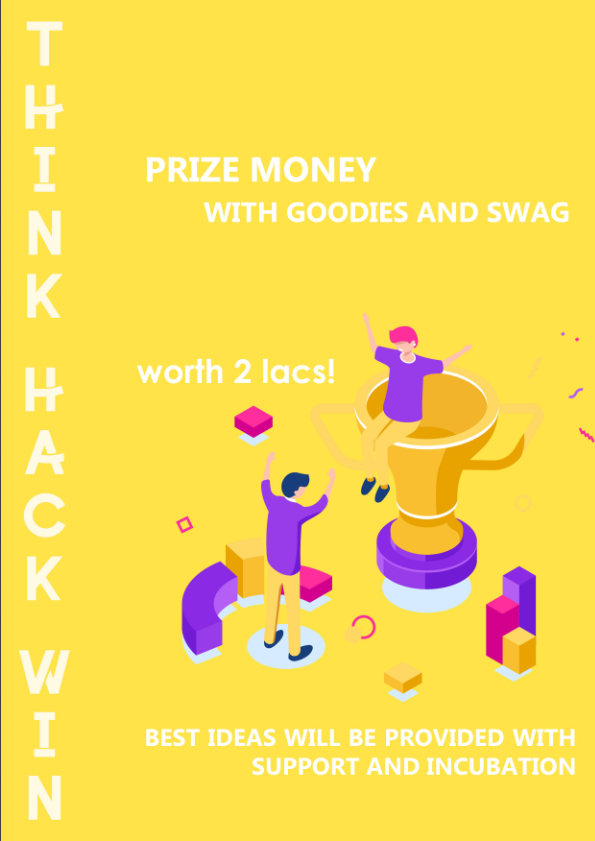 THINK HACK WIN
PRIZE MONEY
WITH GOODIES AND SWAG
worth 2 lacs!
BEST IDEAS WILL BE PROVIDED WITH
SUPPORT AND INCUBATION